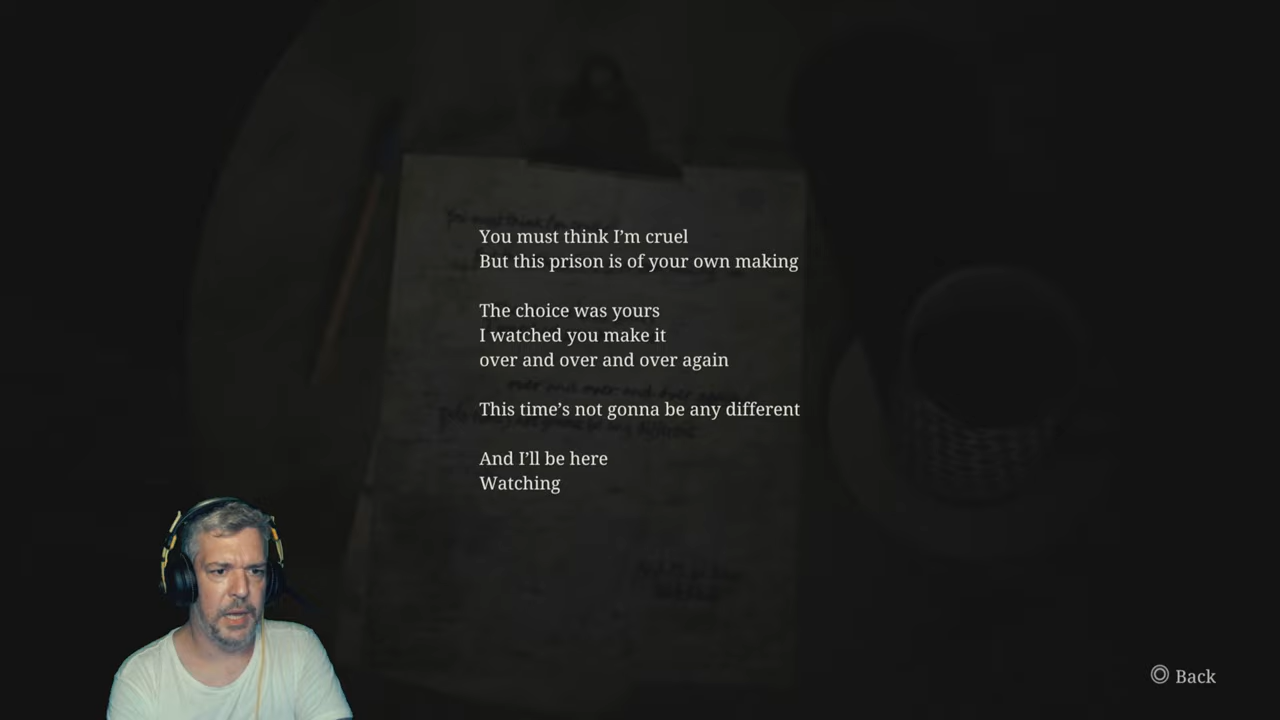 You must think I’m cruel
But this prison is of your own making
The choice was yours
I watched you make it
over and over and over again
This time’s not gonna be any different
And I’ll be here
Watching
Back